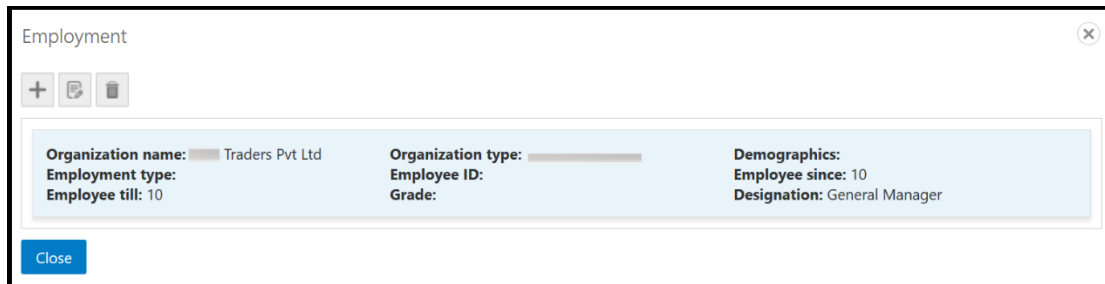 Employment
Organization name: Traders Pvt Ltd Organization type: Demographics:
Employment type: Employee ID: Employee since: 10
Employee till: 10 Grade: Designation: General Manager
Close